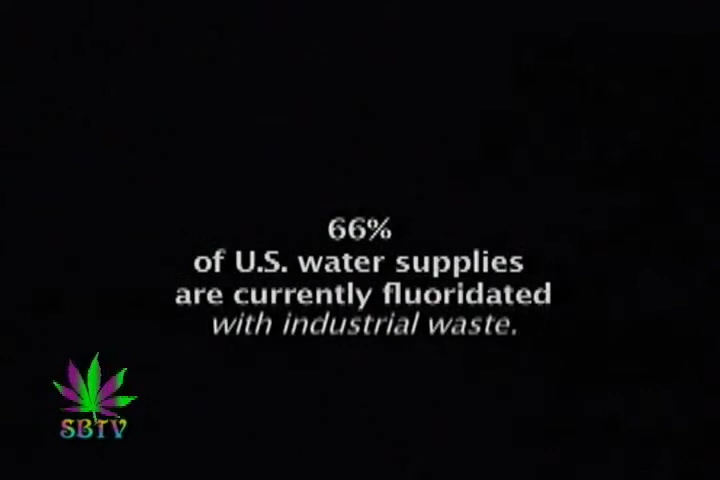 66%
of U.S. water supplies
are currently fluoridated
with industrial waste.
SBTV